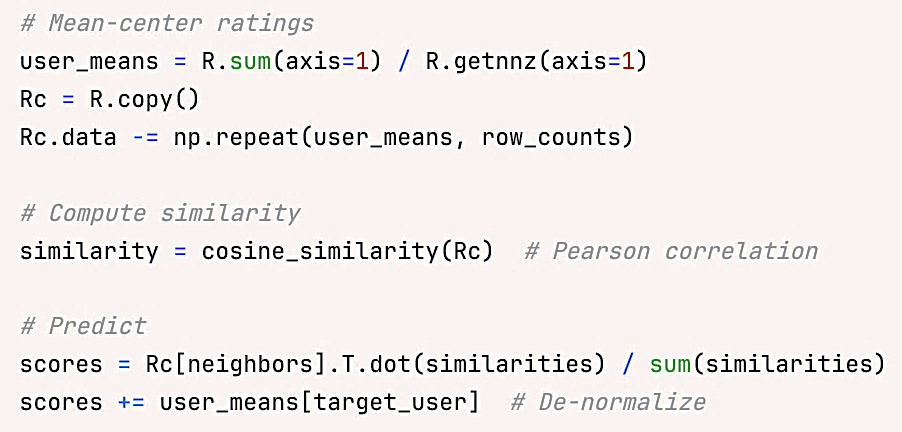 # Mean-center ratings
user_means = R.sum(axis=1) / R.getnnz(axis=1)
Rc = R.copy()
Rc.data -= np.repeat(user_means, row_counts)
# Compute similarity
similarity = cosine_similarity(Rc)  # Pearson correlation
# Predict
scores = Rc[neighbors].T.dot(similarities) / sum(similarities)
scores += user_means[target_user]  # De-normalize